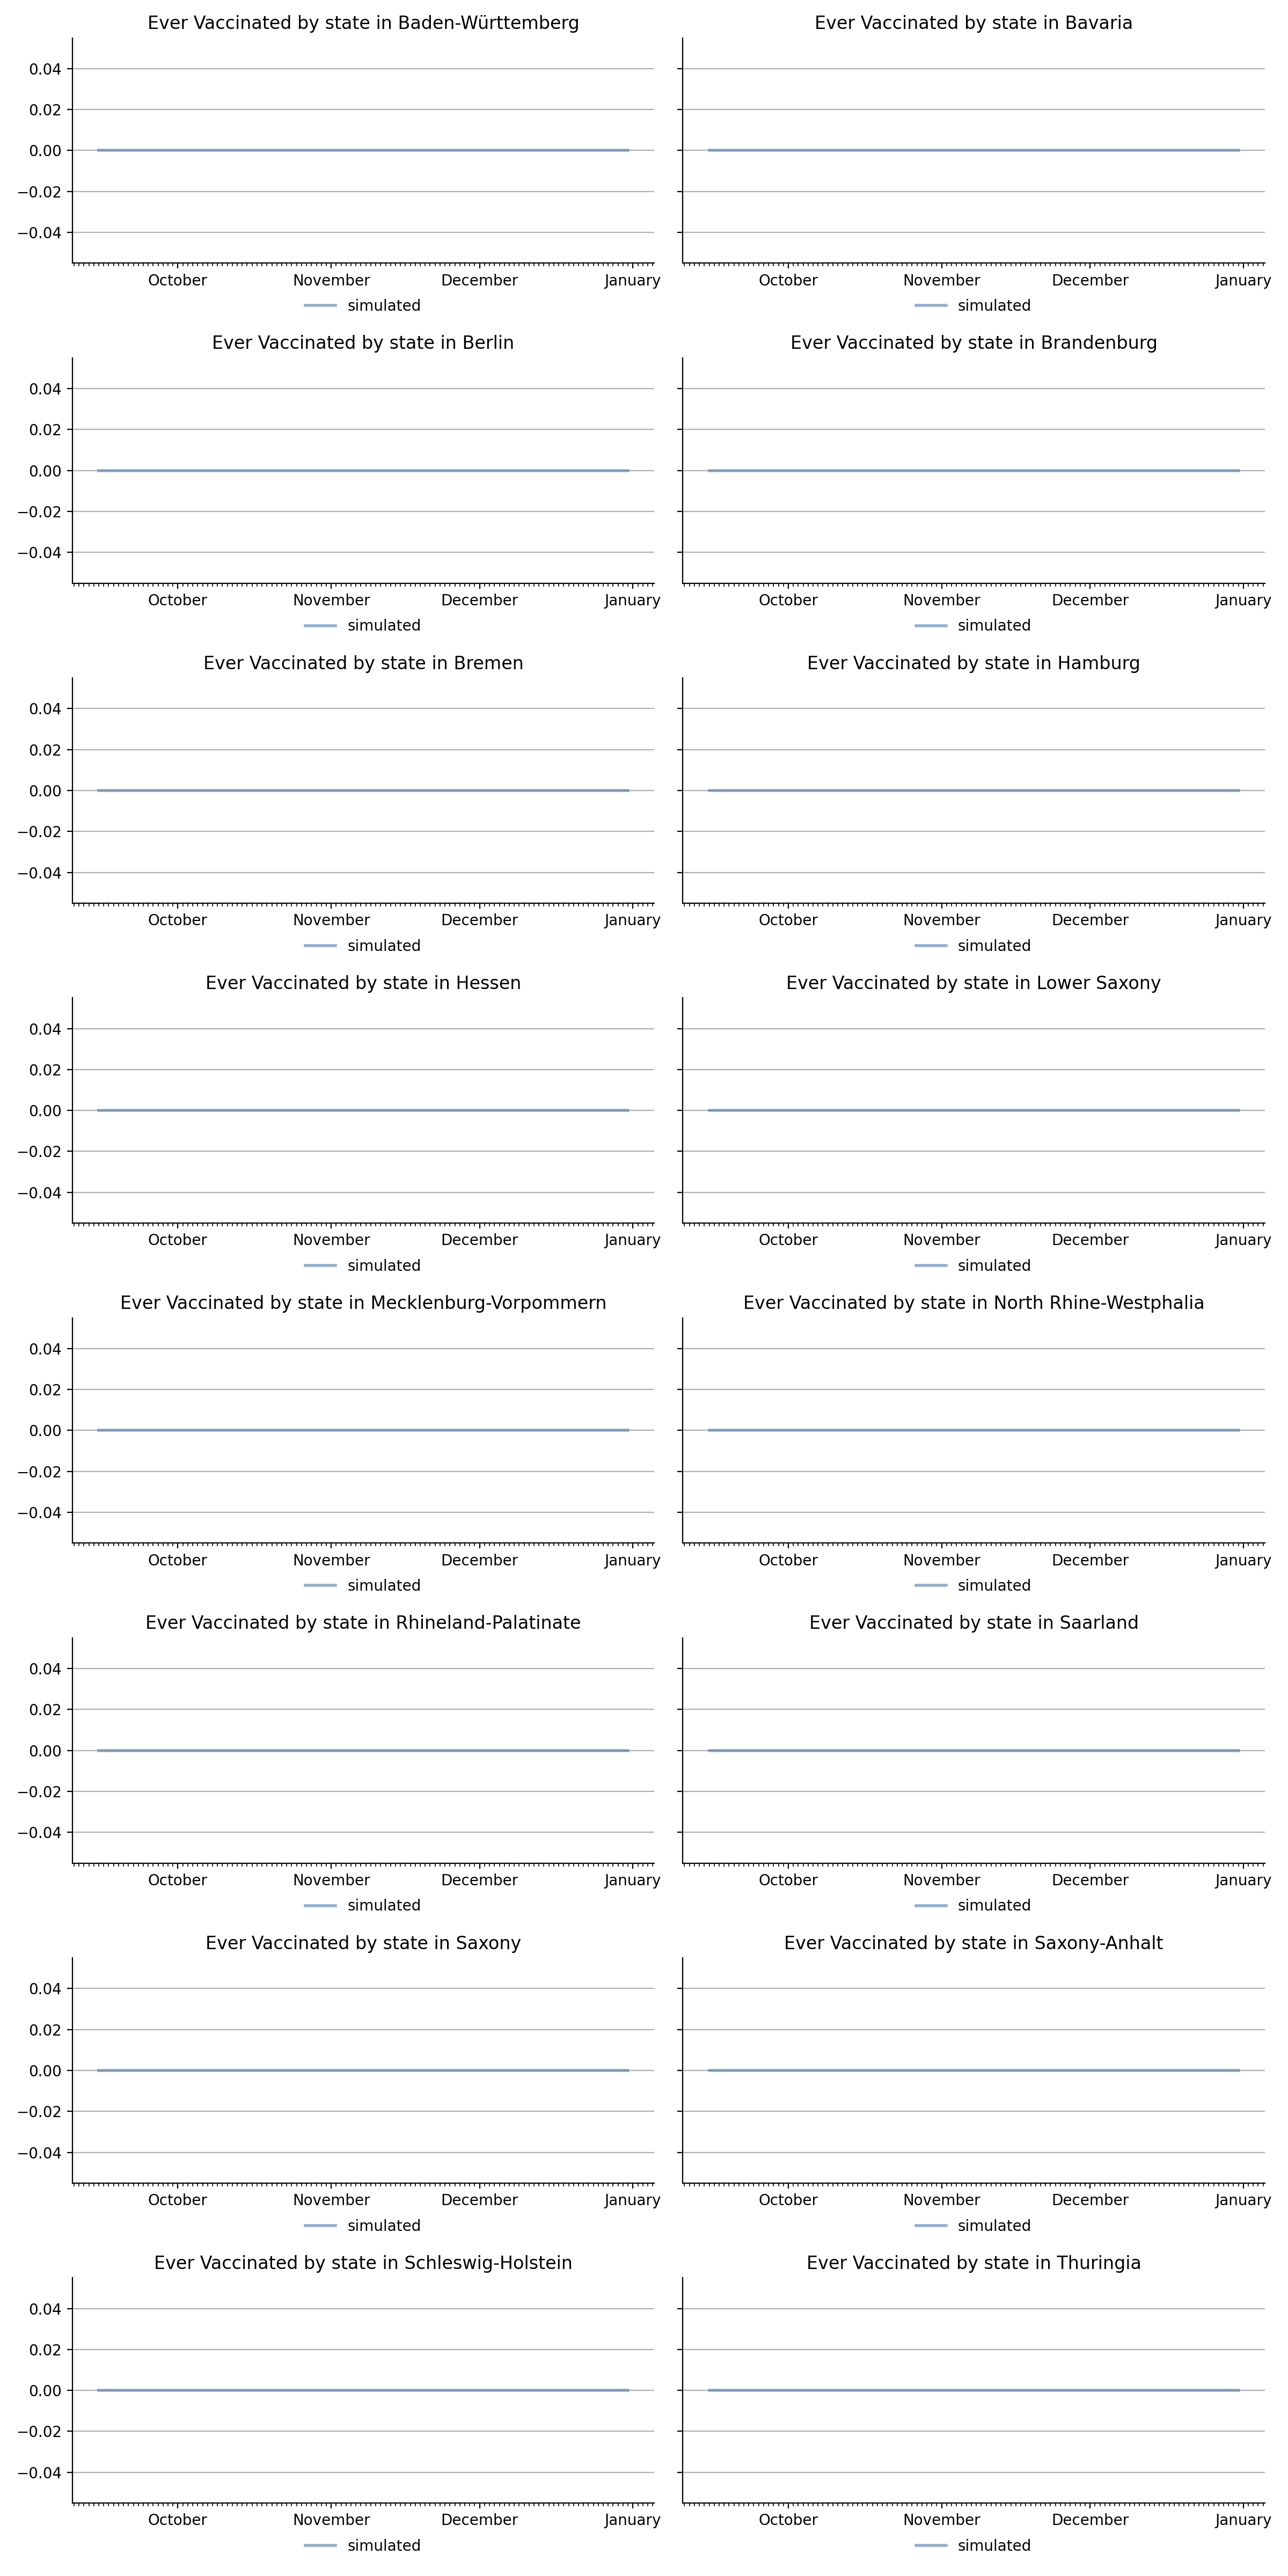 Ever Vaccinated by state in Baden-Württemberg
0.04
0.02
0.00
−0.02
−0.04
October November December January
simulated
Ever Vaccinated by state in Bavaria
October November December January
simulated
Ever Vaccinated by state in Berlin
0.04
0.02
0.00
−0.02
−0.04
October November December January
simulated
Ever Vaccinated by state in Brandenburg
October November December January
simulated
Ever Vaccinated by state in Bremen
0.04
0.02
0.00
−0.02
−0.04
October November December January
simulated
Ever Vaccinated by state in Hamburg
October November December January
simulated
Ever Vaccinated by state in Hessen
0.04
0.02
0.00
−0.02
−0.04
October November December January
simulated
Ever Vaccinated by state in Lower Saxony
October November December January
simulated
Ever Vaccinated by state in Mecklenburg-Vorpommern
0.04
0.02
0.00
−0.02
−0.04
October November December January
simulated
Ever Vaccinated by state in North Rhine-Westphalia
October November December January
simulated
Ever Vaccinated by state in Rhineland-Palatinate
0.04
0.02
0.00
−0.02
−0.04
October November December January
simulated
Ever Vaccinated by state in Saarland
October November December January
simulated
Ever Vaccinated by state in Saxony
0.04
0.02
0.00
−0.02
−0.04
October November December January
simulated
Ever Vaccinated by state in Saxony-Anhalt
October November December January
simulated
Ever Vaccinated by state in Schleswig-Holstein
0.04
0.02
0.00
−0.02
−0.04
October November December January
simulated
Ever Vaccinated by state in Thuringia
October November December January
simulated